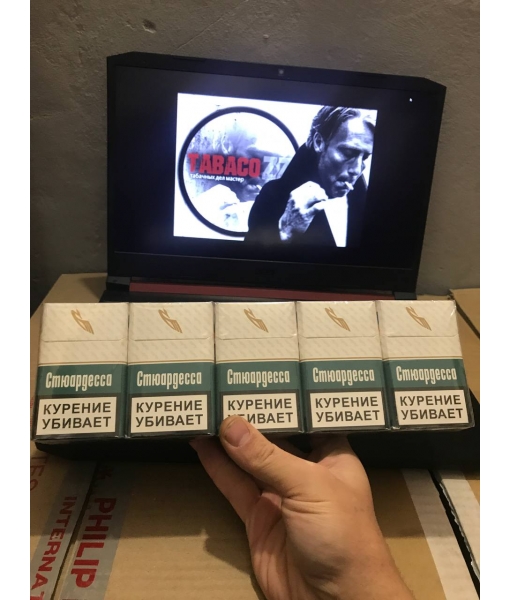 TABACO
табачных дел мастер
Стюардесса Стюардесса Стюардесса Стюардесса Стюардесса
КУРЕНИЕ КУРЕНИЕ КУРЕНИЕ КУРЕНИЕ КУРЕНИЕ
УБИВАЕТ УБИВАЕТ УБИВАЕТ УБИВАЕТ УБИВАЕТ
PHILIP
INTERNAT